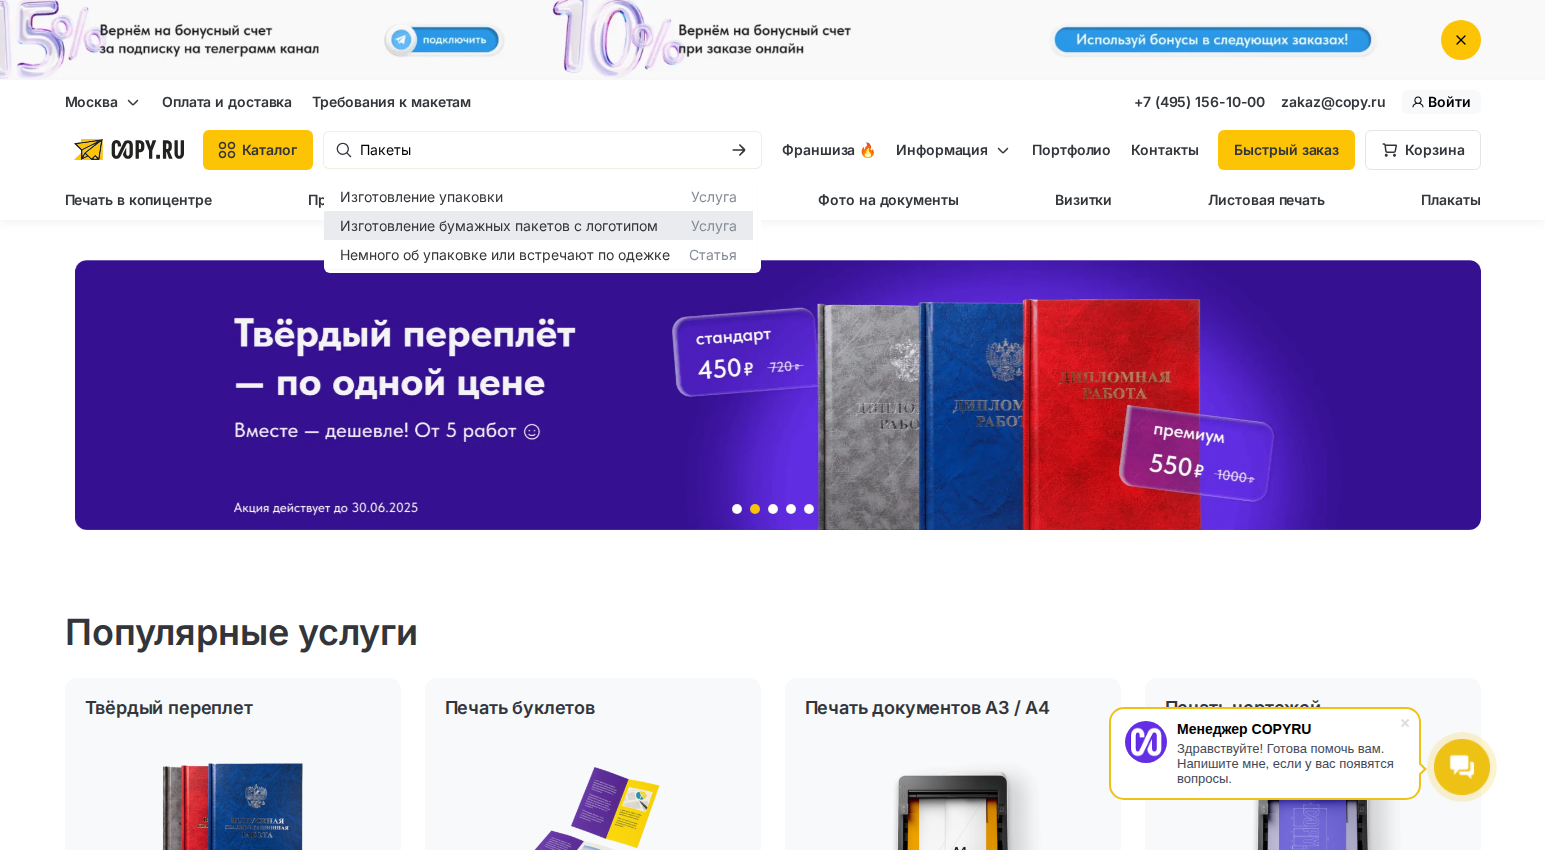 15%
Вернём на бонусный счет
за подписку на телеграмм канал
подключить
10%
Вернём на бонусный счет
при заказе онлайн
Используй бонусы в следующих заказах!
Москва
Оплата и доставка
Требования к макетам
+7 (495) 156-10-00
zakaz@copy.ru
Войти
COPY.RU
Каталог
Пакеты
Франшиза 🔥
Информация
Портфолио
Контакты
Быстрый заказ
Корзина
Печать в копицентре
Пр
Фото на документы
Визитки
Листовая печать
Плакаты
Изготовление упаковки
Услуга
Изготовление бумажных пакетов с логотипом
Услуга
Немного об упаковке или встречают по одежке
Статья
Твёрдый переплёт
— по одной цене
Вместе — дешевле! От 5 работ
Акция действует до 30.06.2025
стандарт
450₽ 720₽
ДИПЛОМНАЯ
РАБОТА
премиум
550₽ 1000₽
Популярные услуги
Твёрдый переплет
Печать буклетов
Печать документов А3 / А4
Печать чертежей
Менеджер COPYRU
Здравствуйте! Готова помочь вам.
Напишите мне, если у вас появятся
вопросы.